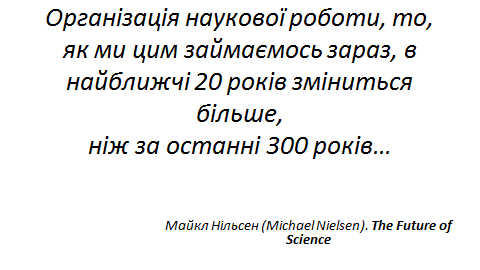 Організація наукової роботи, то,
як ми цим займаємось зараз, в
найближчі 20 років зміниться
більше,
ніж за останні 300 років...
Майкл Нільсен (Michael Nielsen). The Future of
Science